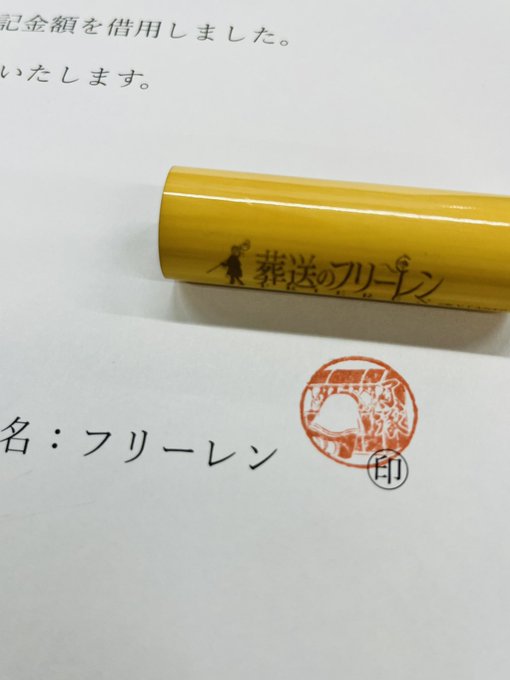 記金額を借用しました。
いたします。
葬送のフリーレン
名：フリーレン
印